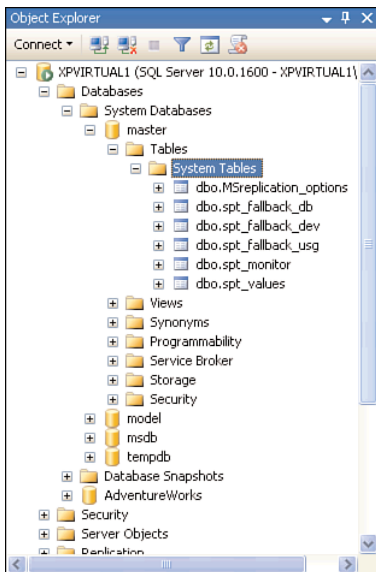 Object Explorer
Connect
XPVIRTUAL1 (SQL Server 10.0.1600 - XPVIRTUAL1\
Databases
System Databases
master
Tables
System Tables
dbo.MSreplication_options
dbo.spt_fallback_db
dbo.spt_fallback_dev
dbo.spt_fallback_usg
dbo.spt_monitor
dbo.spt_values
Views
Synonyms
Programmability
Service Broker
Storage
Security
model
msdb
tempdb
Database Snapshots
AdventureWorks
Security
Server Objects
Replication